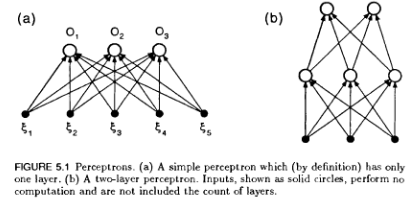 (a)
(b)
O₁ O₂ O₃
ξ₁ ξ₂ ξ₃ ξ₄ ξ₅
FIGURE 5.1 Perceptrons. (a) A simple perceptron which (by definition) has only
one layer. (b) A two-layer perceptron. Inputs, shown as solid circles, perform no
computation and are not included the count of layers.